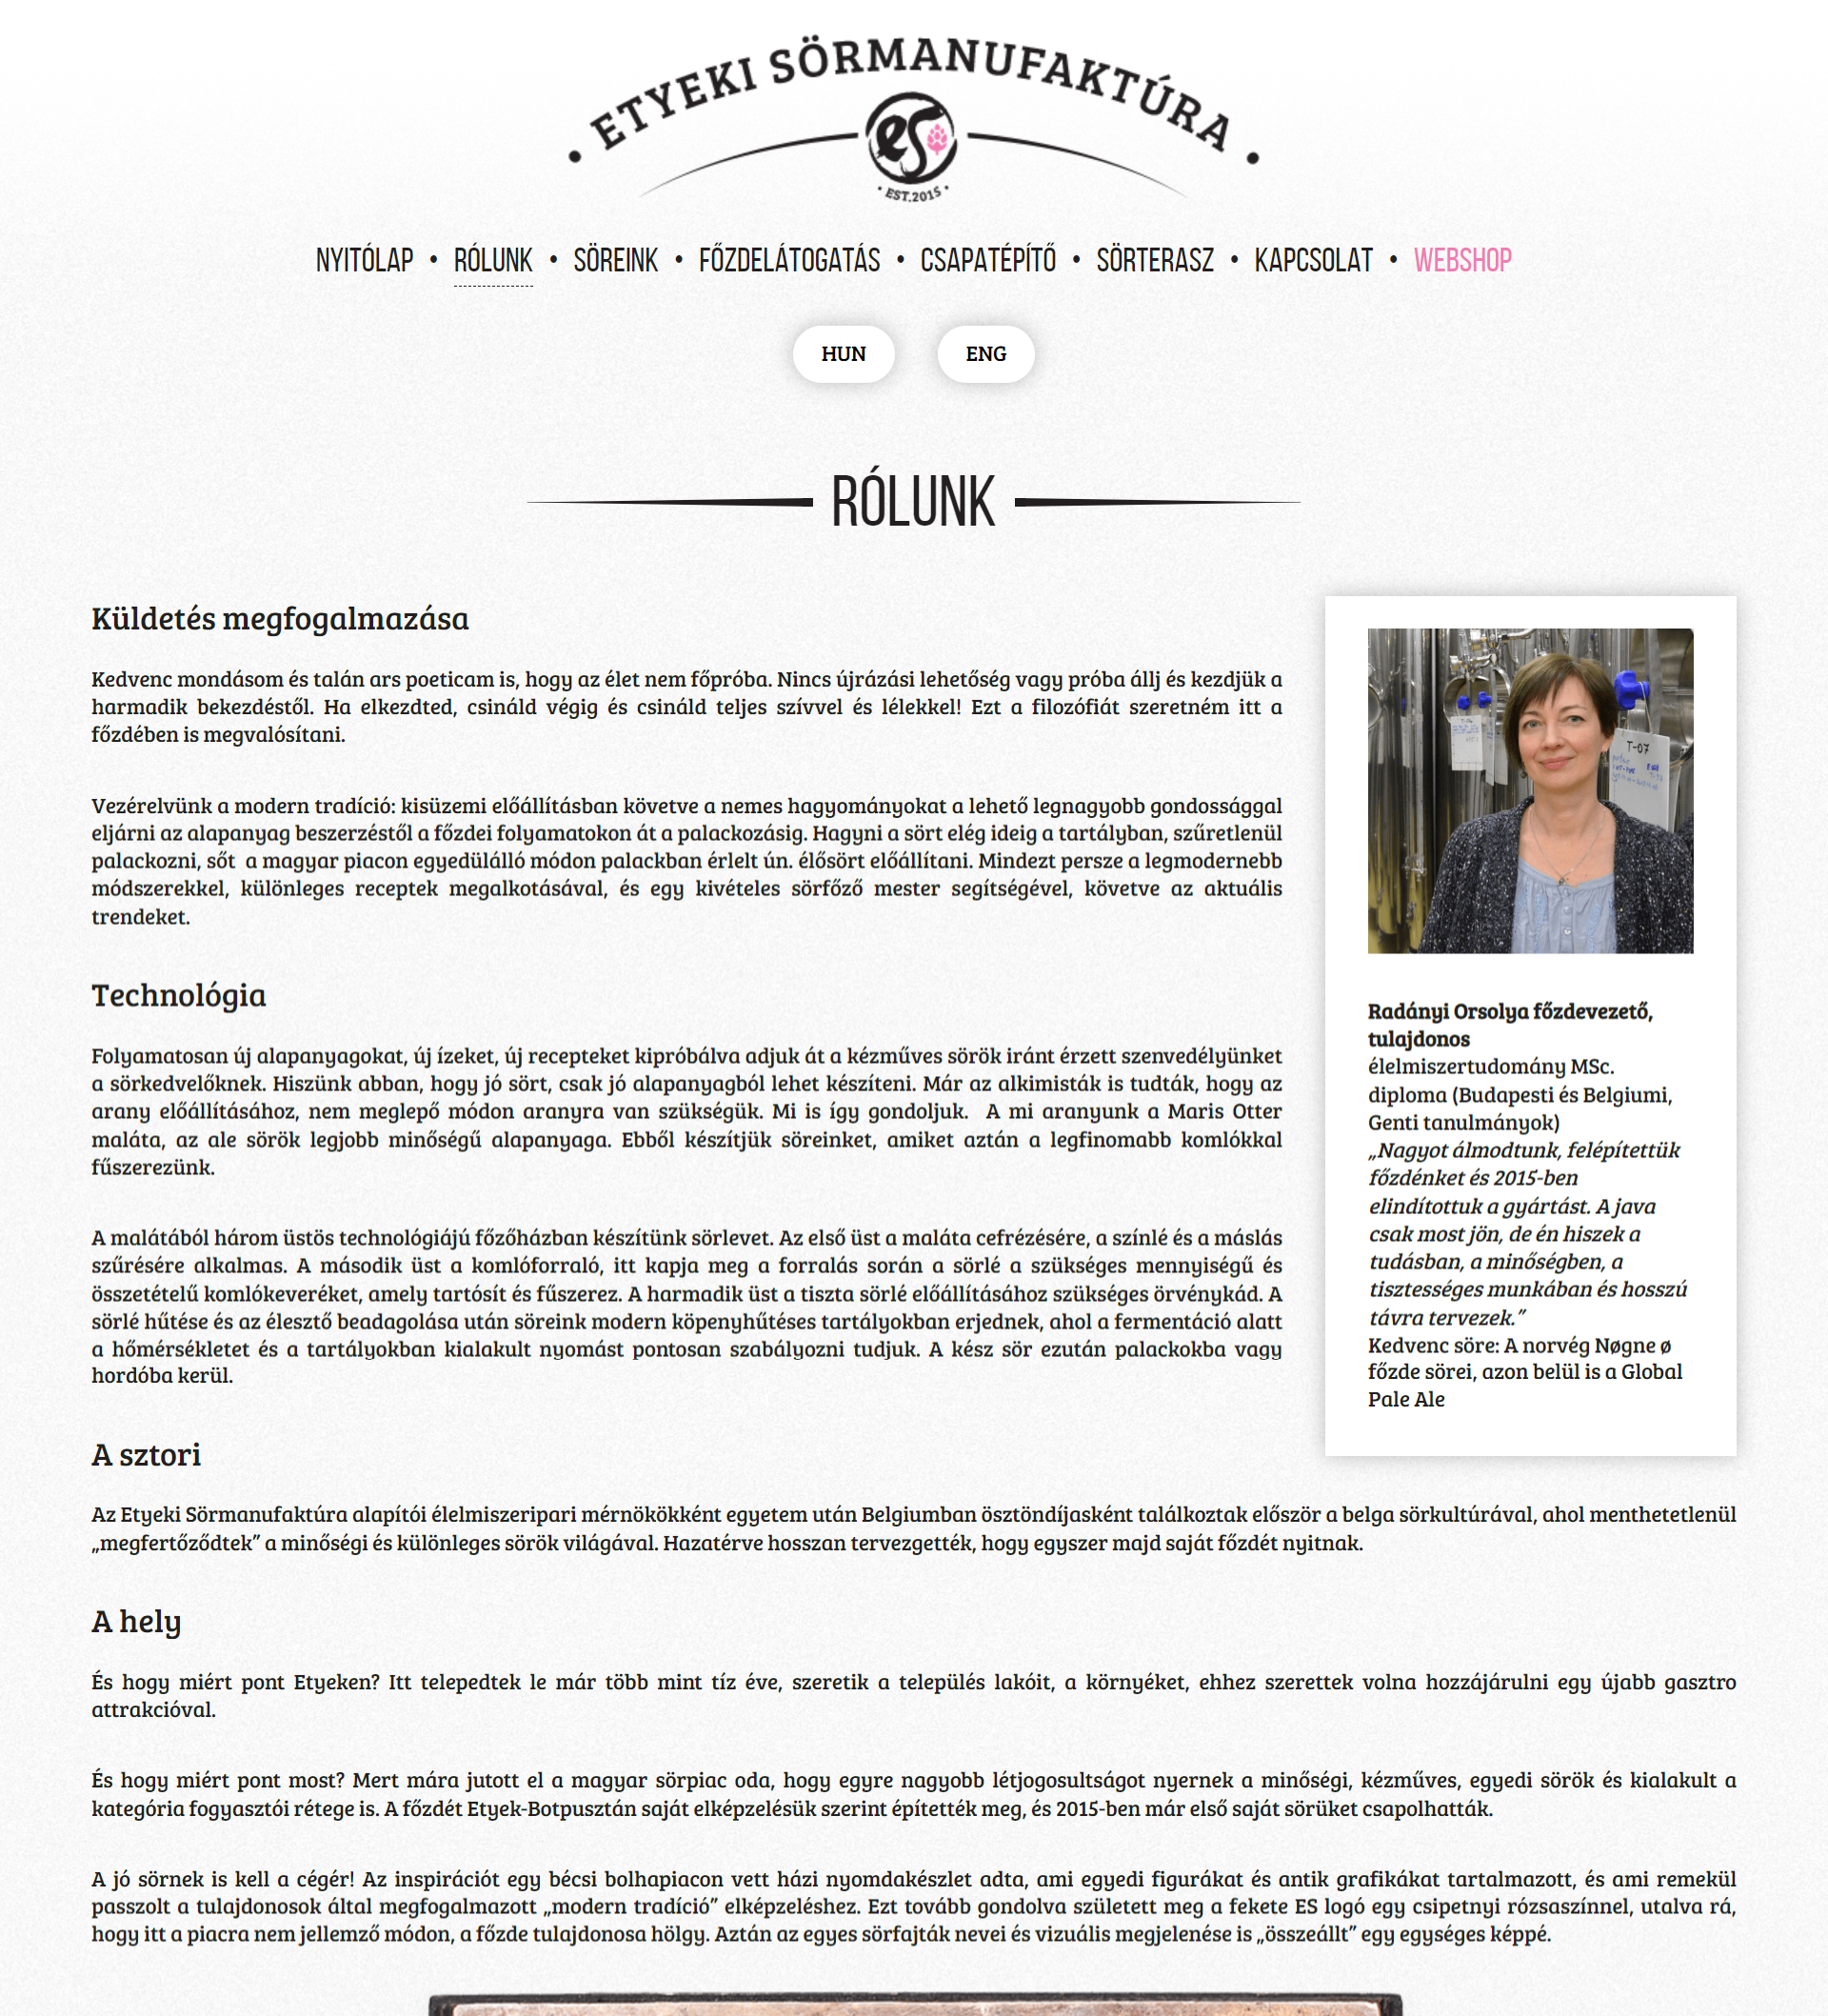 • ETYEKI SÖRMANUFAKTÚRA •
es
• EST.2015 •
NYITÓLAP • RÓLUNK • SÖREINK • FŐZDELÁTOGATÁS • CSAPATÉPÍTŐ • SÖRTERASZ • KAPCSOLAT • WEBSHOP
HUN ENG
RÓLUNK
Küldetés megfogalmazása
Kedvenc mondásom és talán ars poeticam is, hogy az élet nem főpróba. Nincs újrázási lehetőség vagy próba állj és kezdjük a
harmadik bekezdéstől. Ha elkezdted, csináld végig és csináld teljes szívvel és lélekkel! Ezt a filozófiát szeretném itt a
főzdében is megvalósítani.
Vezérelvünk a modern tradíció: kisüzemi előállításban követve a nemes hagyományokat a lehető legnagyobb gondossággal
eljárni az alapanyag beszerzéstől a főzdei folyamatokon át a palackozásig. Hagyni a sört elég ideig a tartályban, szűretlenül
palackozni, sőt a magyar piacon egyedülálló módon palackban érlelt ún. élősört előállítani. Mindezt persze a legmodernebb
módszerekkel, különleges receptek megalkotásával, és egy kivételes sörfőző mester segítségével, követve az aktuális
trendeket.
Technológia
Folyamatosan új alapanyagokat, új ízeket, új recepteket kipróbálva adjuk át a kézműves sörök iránt érzett szenvedélyünket
a sörkedvelőknek. Hiszünk abban, hogy jó sört, csak jó alapanyagból lehet készíteni. Már az alkimisták is tudták, hogy az
arany előállításához, nem meglepő módon aranyra van szükségük. Mi is így gondoljuk. A mi aranyunk a Maris Otter
maláta, az ale sörök legjobb minőségű alapanyaga. Ebből készítjük söreinket, amiket aztán a legfinomabb komlókkal
fűszerezünk.
A malátából három üstös technológiájú főzőházban készítünk sörlevet. Az első üst a maláta cefrézésére, a színlé és a máslás
szűrésére alkalmas. A második üst a komlóforraló, itt kapja meg a forralás során a sörlé a szükséges mennyiségű és
összetételű komlókeveréket, amely tartósít és fűszerez. A harmadik üst a tiszta sörlé előállításához szükséges örvénykád. A
sörlé hűtése és az élesztő beadagolása után söreink modern köpenyhűtéses tartályokban erjednek, ahol a fermentáció alatt
a hőmérsékletet és a tartályokban kialakult nyomást pontosan szabályozni tudjuk. A kész sör ezután palackokba vagy
hordóba kerül.
T-07
Radányi Orsolya főzdevezető,
tulajdonos
élelmiszertudomány MSc.
diploma (Budapesti és Belgiumi,
Genti tanulmányok)
„Nagyot álmodtunk, felépítettük
főzdénket és 2015-ben
elindítottuk a gyártást. A java
csak most jön, de én hiszek a
tudásban, a minőségben, a
tisztességes munkában és hosszú
távra tervezek.”
Kedvenc söre: A norvég Nøgne ø
főzde sörei, azon belül is a Global
Pale Ale
A sztori
Az Etyeki Sörmanufaktúra alapítói élelmiszeripari mérnökökként egyetem után Belgiumban ösztöndíjasként találkoztak először a belga sörkultúrával, ahol menthetetlenül
„megfertőződtek” a minőségi és különleges sörök világával. Hazatérve hosszan tervezgették, hogy egyszer majd saját főzdét nyitnak.
A hely
És hogy miért pont Etyeken? Itt telepedtek le már több mint tíz éve, szeretik a település lakóit, a környéket, ehhez szerettek volna hozzájárulni egy újabb gasztro
attrakcióval.
És hogy miért pont most? Mert mára jutott el a magyar sörpiac oda, hogy egyre nagyobb létjogosultságot nyernek a minőségi, kézműves, egyedi sörök és kialakult a
kategória fogyasztói rétege is. A főzdét Etyek-Botpusztán saját elképzelésük szerint építették meg, és 2015-ben már első saját sörüket csapolhatták.
A jó sörnek is kell a cégér! Az inspirációt egy bécsi bolhapiacon vett házi nyomdakészlet adta, ami egyedi figurákat és antik grafikákat tartalmazott, és ami remekül
passzolt a tulajdonosok által megfogalmazott „modern tradíció” elképzeléshez. Ezt tovább gondolva született meg a fekete ES logó egy csipetnyi rózsaszínnel, utalva rá,
hogy itt a piacra nem jellemző módon, a főzde tulajdonosa hölgy. Aztán az egyes sörfajták nevei és vizuális megjelenése is „összeállt” egy egységes képpé.